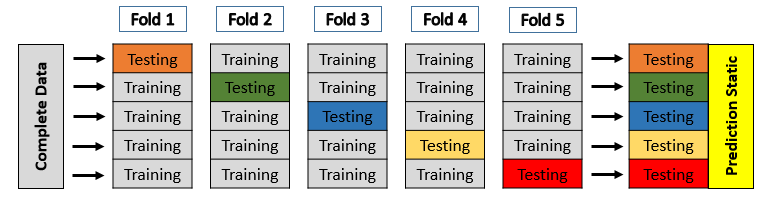 Fold 1 Fold 2 Fold 3 Fold 4 Fold 5
Complete Data
Testing Training Training Training Training Testing
Training Testing Training Training Training Testing
Training Training Testing Training Training Testing
Training Training Training Testing Training Testing
Training Training Training Training Testing Testing
Prediction Static